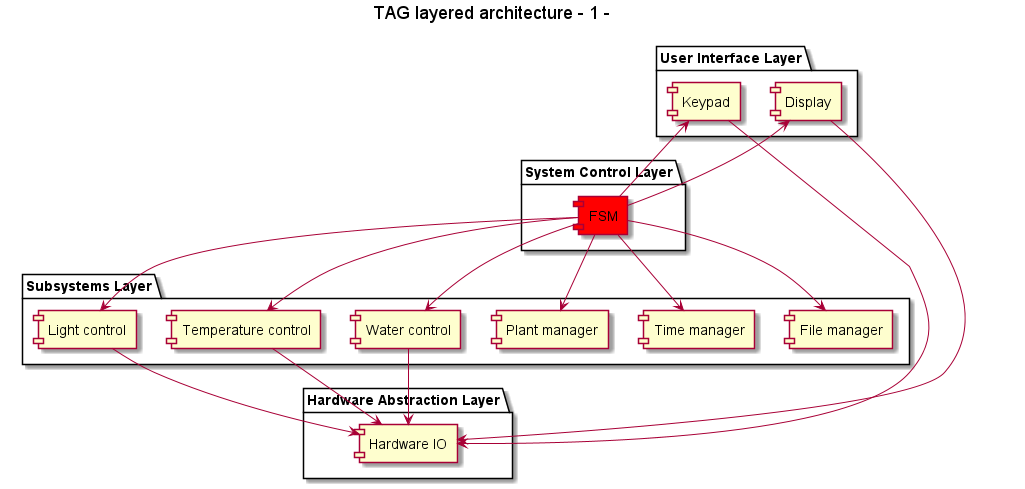 TAG layered architecture - 1 -
User Interface Layer
Keypad
Display
System Control Layer
FSM
Subsystems Layer
Light control
Temperature control
Water control
Plant manager
Time manager
File manager
Hardware Abstraction Layer
Hardware IO